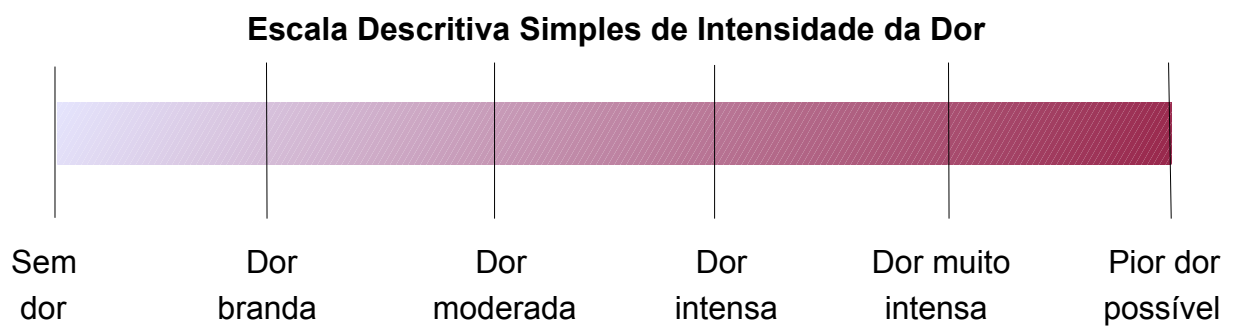 Escala Descritiva Simples de Intensidade da Dor
Sem dor
Dor branda
Dor moderada
Dor intensa
Dor muito intensa
Pior dor possível